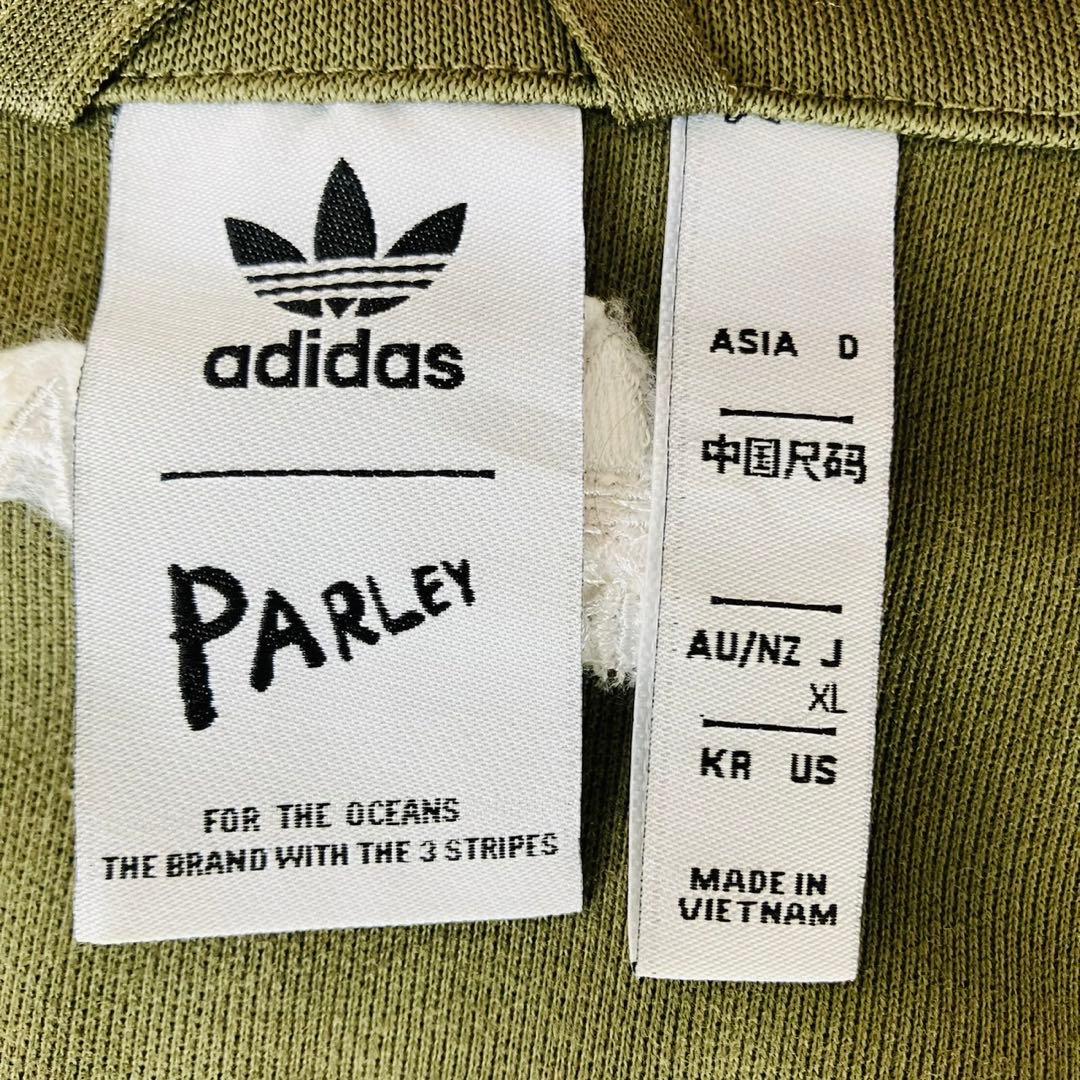 adidas
PARLEY
FOR THE OCEANS
THE BRAND WITH THE 3 STRIPES
ASIA D
中国尺码
AU/NZ J
XL
KR US
MADE IN
VIETNAM